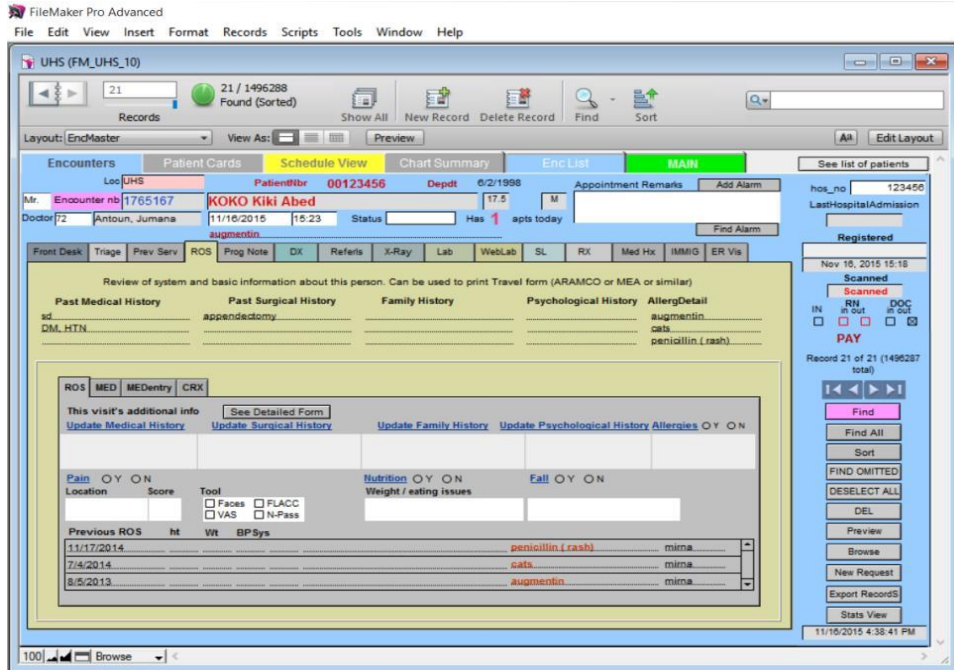 FileMaker Pro Advanced
File Edit View Insert Format Records Scripts Tools Window Help
UHS (FM_UHS_10)
21
21 / 1496288
Found (Sorted)
Records
Show All New Record Delete Record Find Sort
Layout: EncMaster View As: Preview Aa Edit Layout
Encounters Patient Cards Schedule View Chart Summary Enc List MAIN See list of patients
Loc UHS PatientNbr 00123456 Depdt 6/2/1998 Appointment Remarks Add Alarm hos_no 123456
Mr. Encounter nb 1765167 KOKO Kiki Abed 17.5 M LastHospitalAdmission
Doctor 72 Antoun, Jumana 11/16/2015 15:23 Status Has 1 apts today Find Alarm
augmentin
Registered
Nov 16, 2015 15:18
Front Desk Triage Prev Serv ROS Prog Note DX Referls X-Ray Lab WebLab SL RX Med Hx IMMIG ER Vis
Review of system and basic information about this person. Can be used to print Travel form (ARAMCO or MEA or similar)
Past Medical History Past Surgical History Family History Psychological History AllergDetail
sd appendectomy augmentin
DM, HTN cats
penicillin ( rash)
Scanned
Scanned
IN RN in out DOC in out
PAY
Record 21 of 21 (1496287 total)
ROS MED MEDentry CRX
This visit's additional info See Detailed Form
Update Medical History Update Surgical History Update Family History Update Psychological History Allergies Y N
Pain Y N Nutrition Y N Fall Y N
Location Score Tool Weight / eating issues
Faces FLACC
VAS N-Pass
Previous ROS ht Wt BPSys
11/17/2014 penicillin ( rash) mirna
7/4/2014 cats mirna
8/5/2013 augmentin mirna
Find
Find All
Sort
FIND OMITTED
DESELECT ALL
DEL
Preview
Browse
New Request
Export RecordS
Stats View
11/16/2015 4:38:41 PM
100 Browse